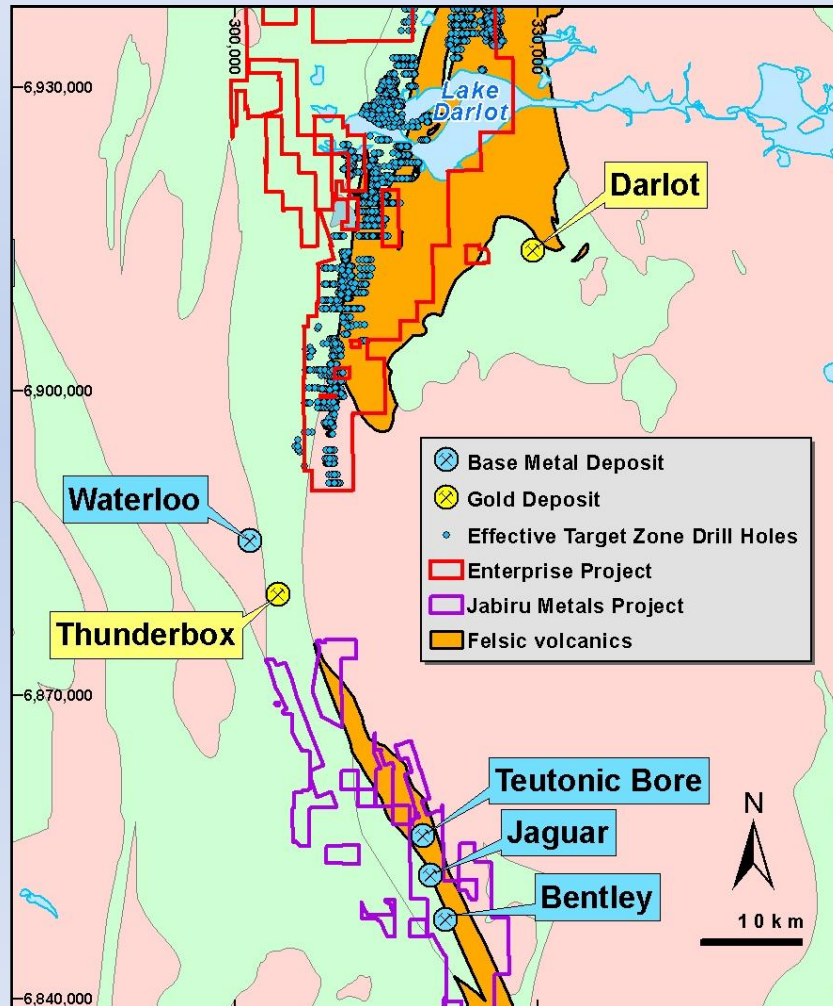 300,000
330,000
6,930,000
Lake
Darlot
Darlot
6,900,000
Base Metal Deposit
Gold Deposit
Effective Target Zone Drill Holes
Enterprise Project
Jabiru Metals Project
Felsic volcanics
Waterloo
Thunderbox
6,870,000
Teutonic Bore
Jaguar
Bentley
N
10 km
6,840,000